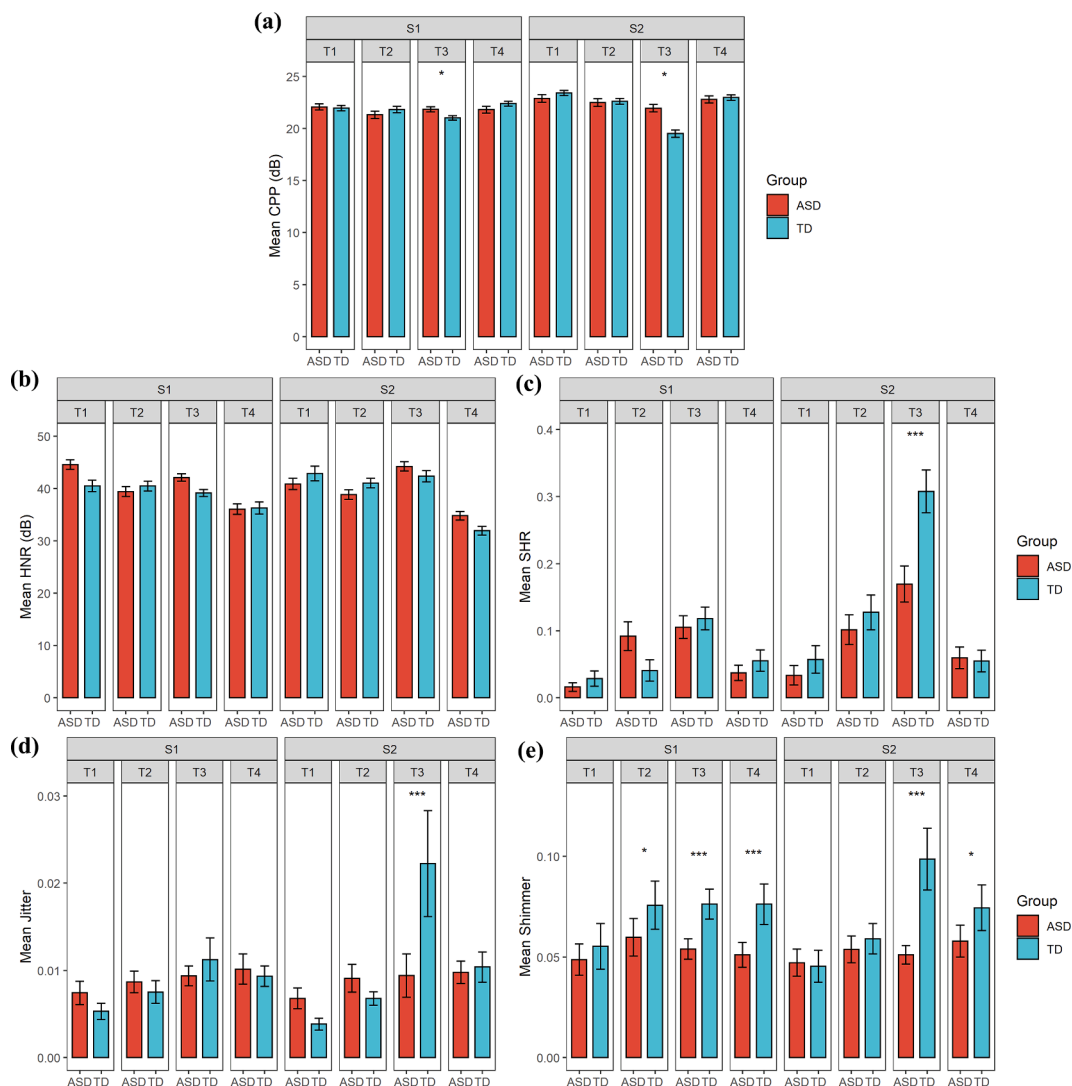 (a)
S1 S2
T1 T2 T3 T4 T1 T2 T3 T4
* *
25
20
15
10
5
0
Mean CPP (dB)
ASD TD ASD TD ASD TD ASD TD ASD TD ASD TD ASD TD ASD TD
Group
ASD
TD
(b)
S1 S2
T1 T2 T3 T4 T1 T2 T3 T4
50
40
30
20
10
0
Mean HNR (dB)
ASD TD ASD TD ASD TD ASD TD ASD TD ASD TD ASD TD ASD TD
(c)
S1 S2
T1 T2 T3 T4 T1 T2 T3 T4
***
0.4
0.3
0.2
0.1
0.0
Mean SHR
ASD TD ASD TD ASD TD ASD TD ASD TD ASD TD ASD TD ASD TD
Group
ASD
TD
(d)
S1 S2
T1 T2 T3 T4 T1 T2 T3 T4
***
0.03
0.02
0.01
0.00
Mean Jitter
ASD TD ASD TD ASD TD ASD TD ASD TD ASD TD ASD TD ASD TD
(e)
S1 S2
T1 T2 T3 T4 T1 T2 T3 T4
* *** *** *** *
0.10
0.05
0.00
Mean Shimmer
ASD TD ASD TD ASD TD ASD TD ASD TD ASD TD ASD TD ASD TD
Group
ASD
TD